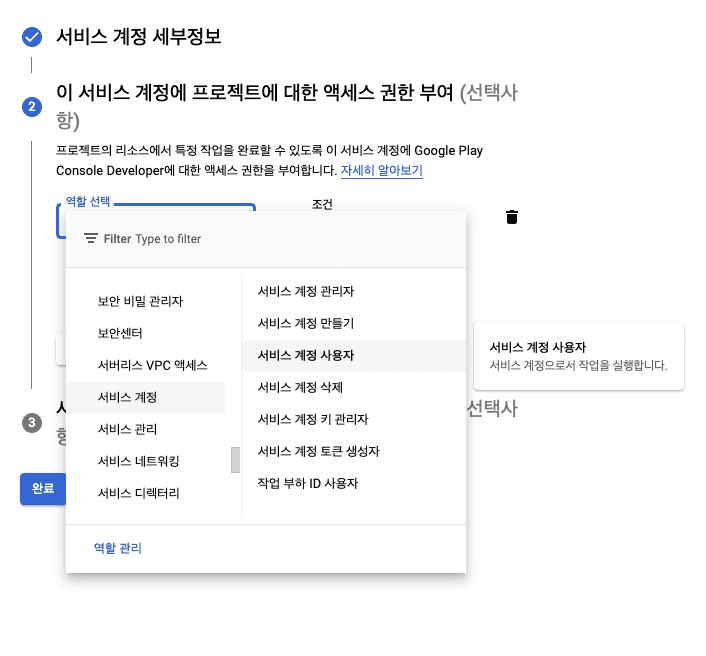 서비스 계정 세부정보
2 이 서비스 계정에 프로젝트에 대한 액세스 권한 부여 (선택사
항)
프로젝트의 리소스에서 특정 작업을 완료할 수 있도록 이 서비스 계정에 Google Play
Console Developer에 대한 액세스 권한을 부여합니다. 자세히 알아보기
역할 선택
조건
Filter Type to filter
보안 비밀 관리자
보안센터
서버리스 VPC 액세스
서비스 계정
서비스 관리
서비스 네트워킹
서비스 디렉터리
서비스 계정 관리자
서비스 계정 만들기
서비스 계정 사용자
서비스 계정 삭제
서비스 계정 키 관리자
서비스 계정 토큰 생성자
작업 부하 ID 사용자
역할 관리
서비스 계정 사용자
서비스 계정으로서 작업을 실행합니다.
3
선택사
완료